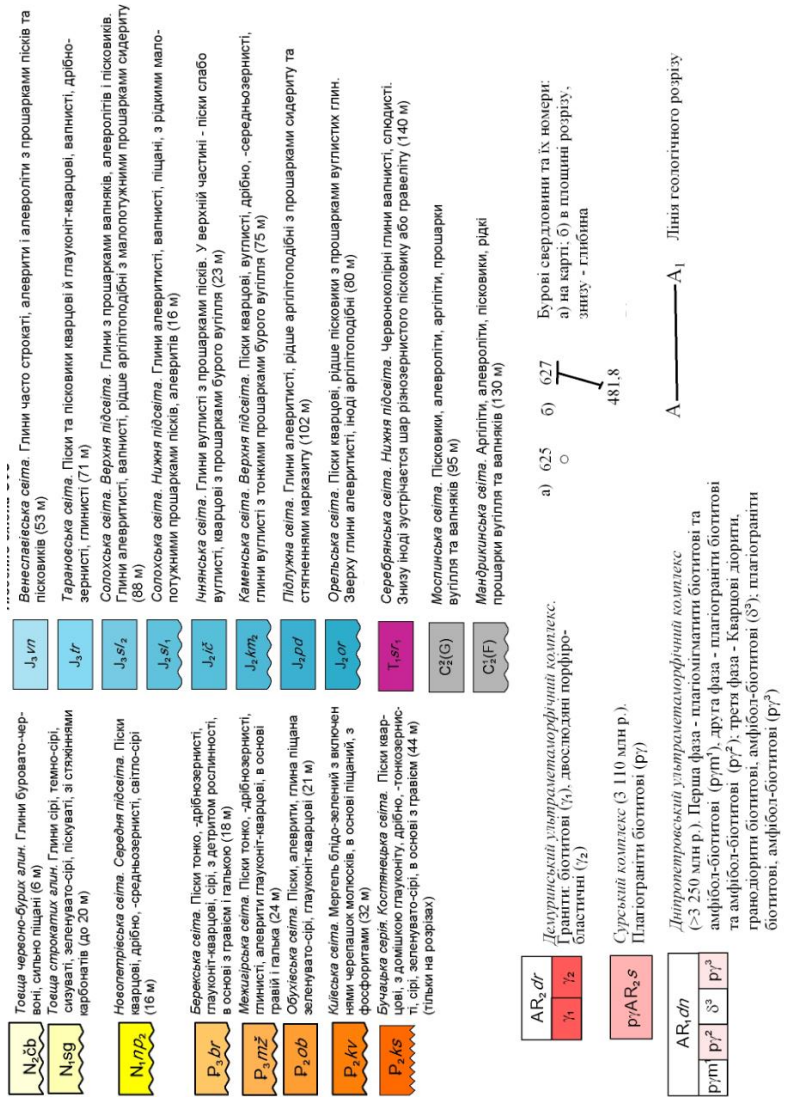 N₂čb
Товща червоно-бурих глин. Глини буровато-чер-
воні, сильно піщані (6 м)
N₁sg
Товща строкатих глин. Глини сірі, темно-сірі,
сизуваті, зеленувато-сірі, піскуваті, зі стяжіннями
карбонатів (до 20 м)
N₁np₂
Новопетрівська світа. Середня підсвіта. Піски
кварцові, дрібно, -средньозернисті, світло-сірі
(16 м)
P₃br
Берекська світа. Піски тонко, -дрібнозернисті,
глауконіт-кварцові, сірі, з детритом рослинності,
в основі з гравієм і галькою (18 м)
P₃mž
Межигірська світа. Піски тонко, -дрібнозернисті,
глинисті, алеврити глауконіт-кварцові, в основі
гравій і галька (24 м)
P₂ob
Обухівська світа. Піски, алеврити, глина піщана
зеленувато-сірі, глауконіт-кварцові (21 м)
P₂kv
Київська світа. Мергель блідо-зелений з включен
нями черепашок молюсків, в основі піщаний, з
фосфоритами (32 м)
P₂ks
Бучацька серія. Костянецька світа. Піски квар-
цові, з домішкою глауконіту, дрібно, -тонкозернис-
ті, сірі, зеленувато-сірі, в основі з гравієм (44 м)
(тільки на розрізах)
J₃vn
Венеславівська світа. Глини часто строкаті, алеврити і алевроліти з прошарками пісків та
пісковиків (53 м)
J₃tr
Тарановська світа. Піски та пісковики кварцові й глауконіт-кварцові, вапнисті, дрібно-
зернисті, глинисті (71 м)
J₃sl₂
Солохська світа. Верхня підсвіта. Глини з прошарками вапняків, алевролітів і пісковиків.
Глини алевритисті, вапнисті, рідше аргілітоподібні з малопотужними прошарками сидериту
(88 м)
J₂sl₁
Солохська світа. Нижня підсвіта. Глини алевритисті, вапнисті, піщані, з рідкими мало-
потужними прошарками пісків, алевритів (16 м)
J₂ič
Ічнянська світа. Глини вуглисті з прошарками пісків. У верхній частині - піски слабо
вуглисті, кварцові з прошарками бурого вугілля (23 м)
J₂km₂
Каменська світа. Верхня підсвіта. Піски кварцові, вуглисті, дрібно, -середньозернисті,
глини вуглисті з тонкими прошарками бурого вугілля (75 м)
J₂pd
Підлужна світа. Глини алевритисті, рідше аргілітоподібні з прошарками сидериту та
стягненнями марказиту (102 м)
J₂or
Орельська світа. Піски кварцові, рідше пісковики з прошарками вуглистих глин.
Зверху глини алевритисті, іноді аргілітоподібні (80 м)
T₁sr₁
Серебрянська світа. Нижня підсвіта. Червоноколірні глини вапнисті, слюдисті.
Знизу іноді зустрічаєтся шар різнозернистого пісковику або гравеліту (140 м)
C₂²(G)
Моспинська світа. Пісковики, алевроліти, аргіліти, прошарки
вугілля та вапняків (95 м)
C₂¹(F)
Мандрикинська світа. Аргіліти, алевроліти, пісковики, рідкі
прошарки вугілля та вапняків (130 м)
AR₂dr
γ₁ γ₂
Демуринський ультраметаморфічний комплекс.
Граніти: біотитові (γ₁), двослюдяні порфіро-
бластичні (γ₂)
pγAR₂s
Сурський комплекс (3 110 млн р.).
Плагіограніти біотитові (pγ)
AR₁dn
pγm¹ pγ² δ³ pγ³
Дніпропетровський ультраметаморфічний комплекс
(>3 250 млн р.). Перша фаза - плагіомігматити біотитові та
амфібол-біотитові (pγm¹), друга фаза - плагіограніти біотитові
та амфібол-біотитові (pγ²); третя фаза - Кварцові діорити,
гранодіорити біотитові, амфібол-біотитові (δ³); плагіограніти
біотитові, амфібол-біотитові (pγ³)
а) 625 б) 627
481,8
Бурові свердловини та їх номери:
а) на карті; б) в площині розрізу,
знизу - глибина
A A₁ Лінія геологічного розрізу